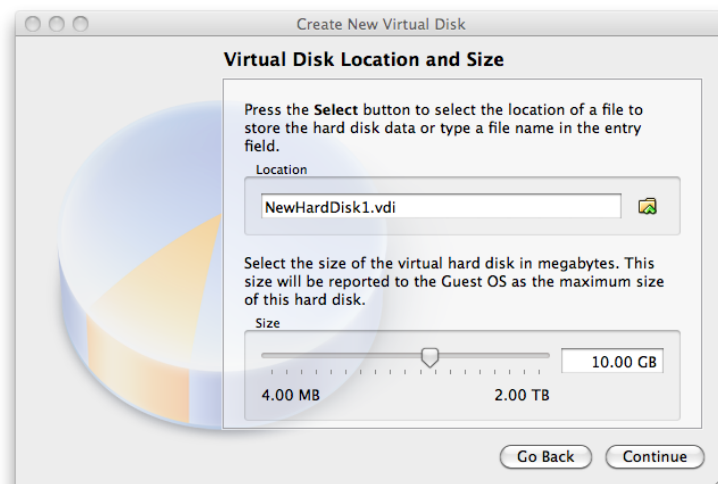 Create New Virtual Disk
Virtual Disk Location and Size
Press the Select button to select the location of a file to
store the hard disk data or type a file name in the entry
field.
Location
NewHardDisk1.vdi
Select the size of the virtual hard disk in megabytes. This
size will be reported to the Guest OS as the maximum size
of this hard disk.
Size
10.00 GB
4.00 MB 2.00 TB
Go Back Continue